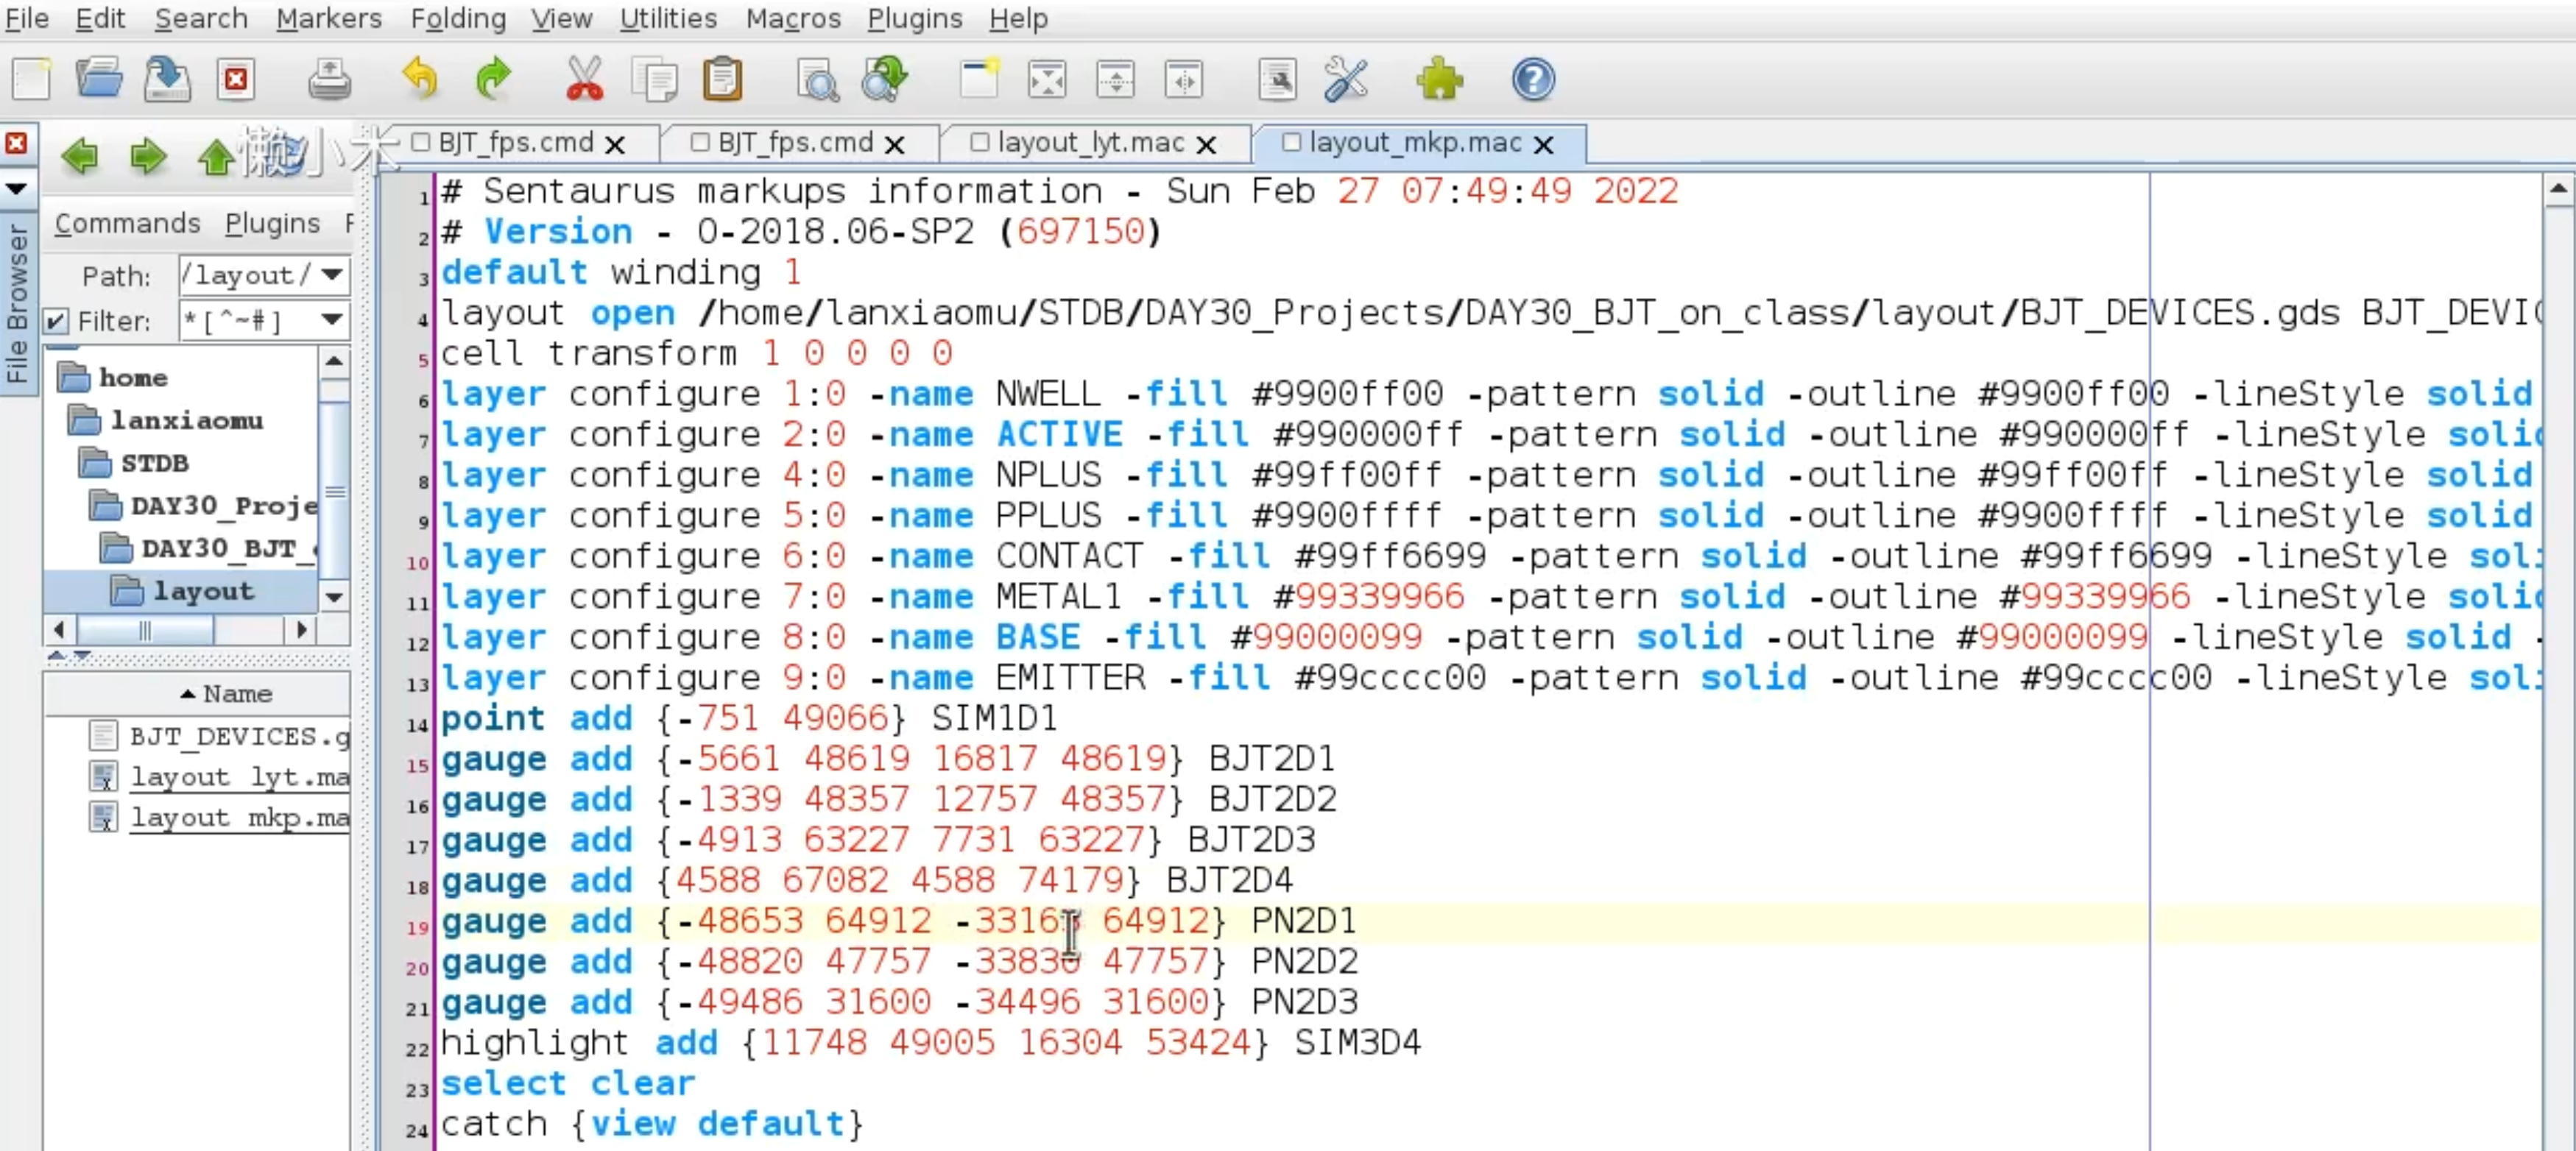 File Edit Search Markers Folding View Utilities Macros Plugins Help
懒小米
BJT_fps.cmd
BJT_fps.cmd
layout_lyt.mac
layout_mkp.mac
File Browser
Commands Plugins
Path: /layout/
Filter: *[^~#]
home
lanxiaomu
STDB
DAY30_Proje
DAY30_BJT_
layout
Name
BJT_DEVICES.g
layout_lyt.ma
layout_mkp.ma
1 # Sentaurus markups information - Sun Feb 27 07:49:49 2022
2 # Version - O-2018.06-SP2 (697150)
3 default winding 1
4 layout open /home/lanxiaomu/STDB/DAY30_Projects/DAY30_BJT_on_class/layout/BJT_DEVICES.gds BJT_DEVIC
5 cell transform 1 0 0 0 0
6 layer configure 1:0 -name NWELL -fill #9900ff00 -pattern solid -outline #9900ff00 -lineStyle solid
7 layer configure 2:0 -name ACTIVE -fill #990000ff -pattern solid -outline #990000ff -lineStyle solid
8 layer configure 4:0 -name NPLUS -fill #99ff00ff -pattern solid -outline #99ff00ff -lineStyle solid
9 layer configure 5:0 -name PPLUS -fill #9900ffff -pattern solid -outline #9900ffff -lineStyle solid
10 layer configure 6:0 -name CONTACT -fill #99ff6699 -pattern solid -outline #99ff6699 -lineStyle soli
11 layer configure 7:0 -name METAL1 -fill #99339966 -pattern solid -outline #99339966 -lineStyle solid
12 layer configure 8:0 -name BASE -fill #99000099 -pattern solid -outline #99000099 -lineStyle solid -
13 layer configure 9:0 -name EMITTER -fill #99cccc00 -pattern solid -outline #99cccc00 -lineStyle soli
14 point add {-751 49066} SIM1D1
15 gauge add {-5661 48619 16817 48619} BJT2D1
16 gauge add {-1339 48357 12757 48357} BJT2D2
17 gauge add {-4913 63227 7731 63227} BJT2D3
18 gauge add {4588 67082 4588 74179} BJT2D4
19 gauge add {-48653 64912 64912} PN2D1
20 gauge add {-48820 47757 -33830 47757} PN2D2
21 gauge add {-49486 31600 -34496 31600} PN2D3
22 highlight add {11748 49005 16304 53424} SIM3D4
23 select clear
24 catch {view default}